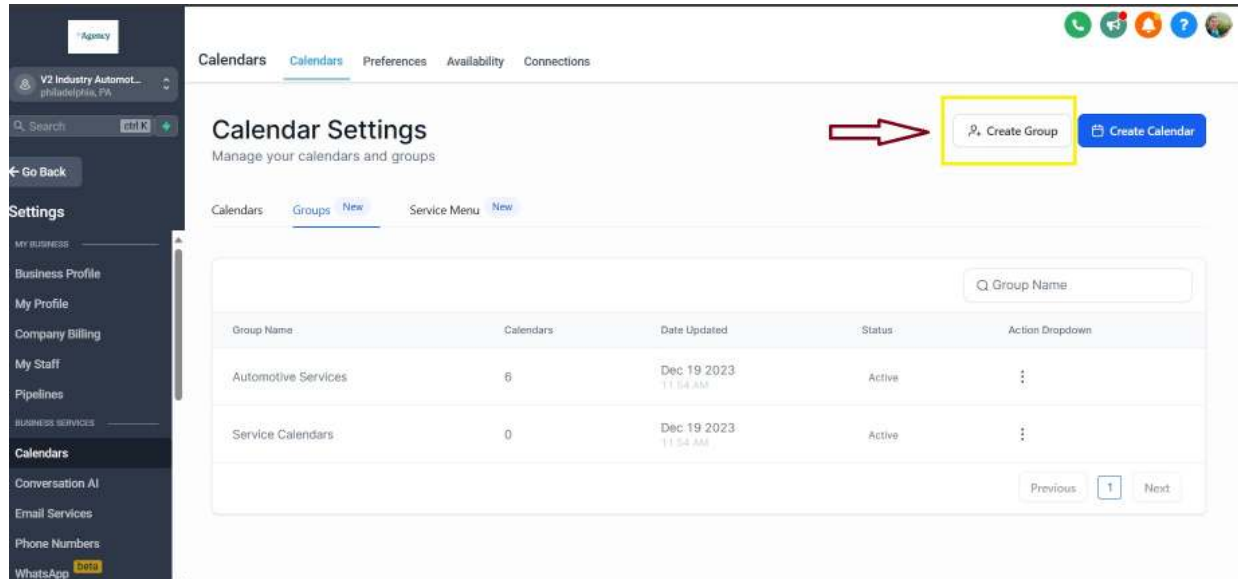 Agency
V2 Industry Automot...
philadelphia, PA
Search ctrl K
Go Back
Settings
MY BUSINESS
Business Profile
My Profile
Company Billing
My Staff
Pipelines
BUSINESS SERVICES
Calendars
Conversation AI
Email Services
Phone Numbers
WhatsApp beta
Calendars Calendars Preferences Availability Connections
?
Calendar Settings
Manage your calendars and groups
Create Group Create Calendar
Calendars Groups New Service Menu New
Group Name
Group Name Calendars Date Updated Status Action Dropdown
Automotive Services 6 Dec 19 2023 Active
11:54 AM
Service Calendars 0 Dec 19 2023 Active
11:54 AM
Previous 1 Next